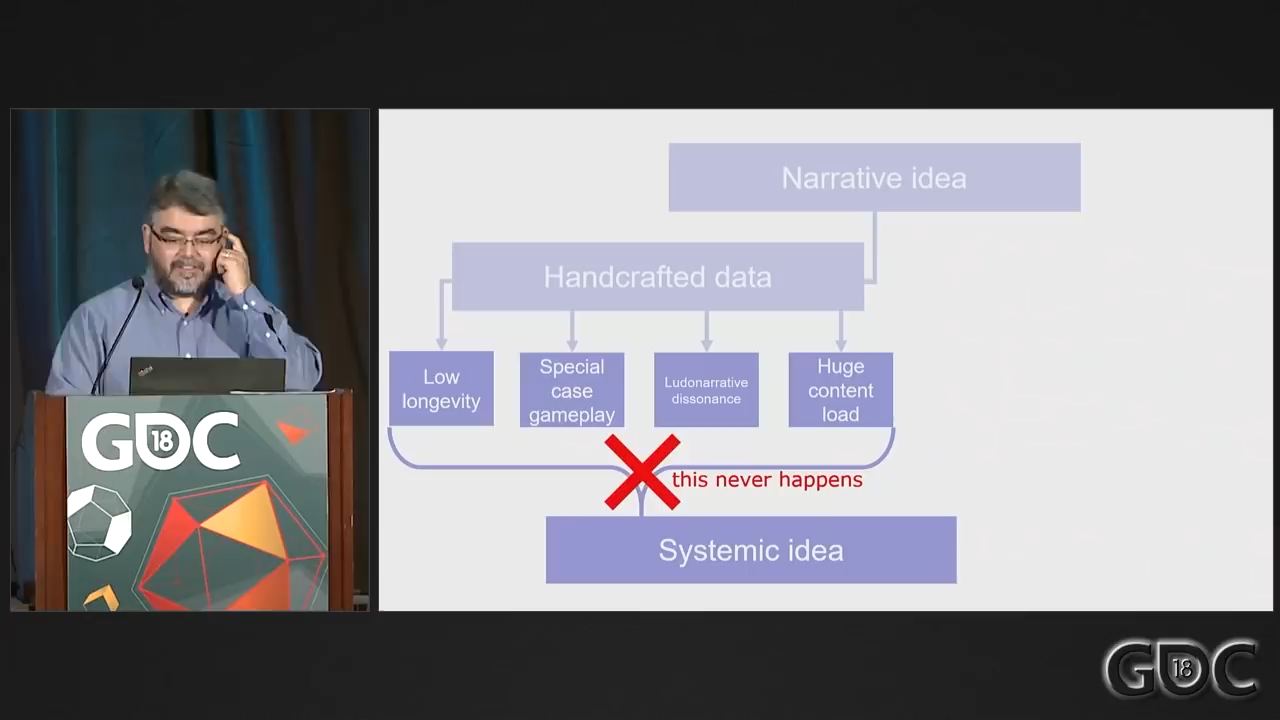 Narrative idea
Handcrafted data
Low
longevity
Special
case
gameplay
Ludonarrative
dissonance
Huge
content
load
this never happens
Systemic idea
GDC
18
GDC
18